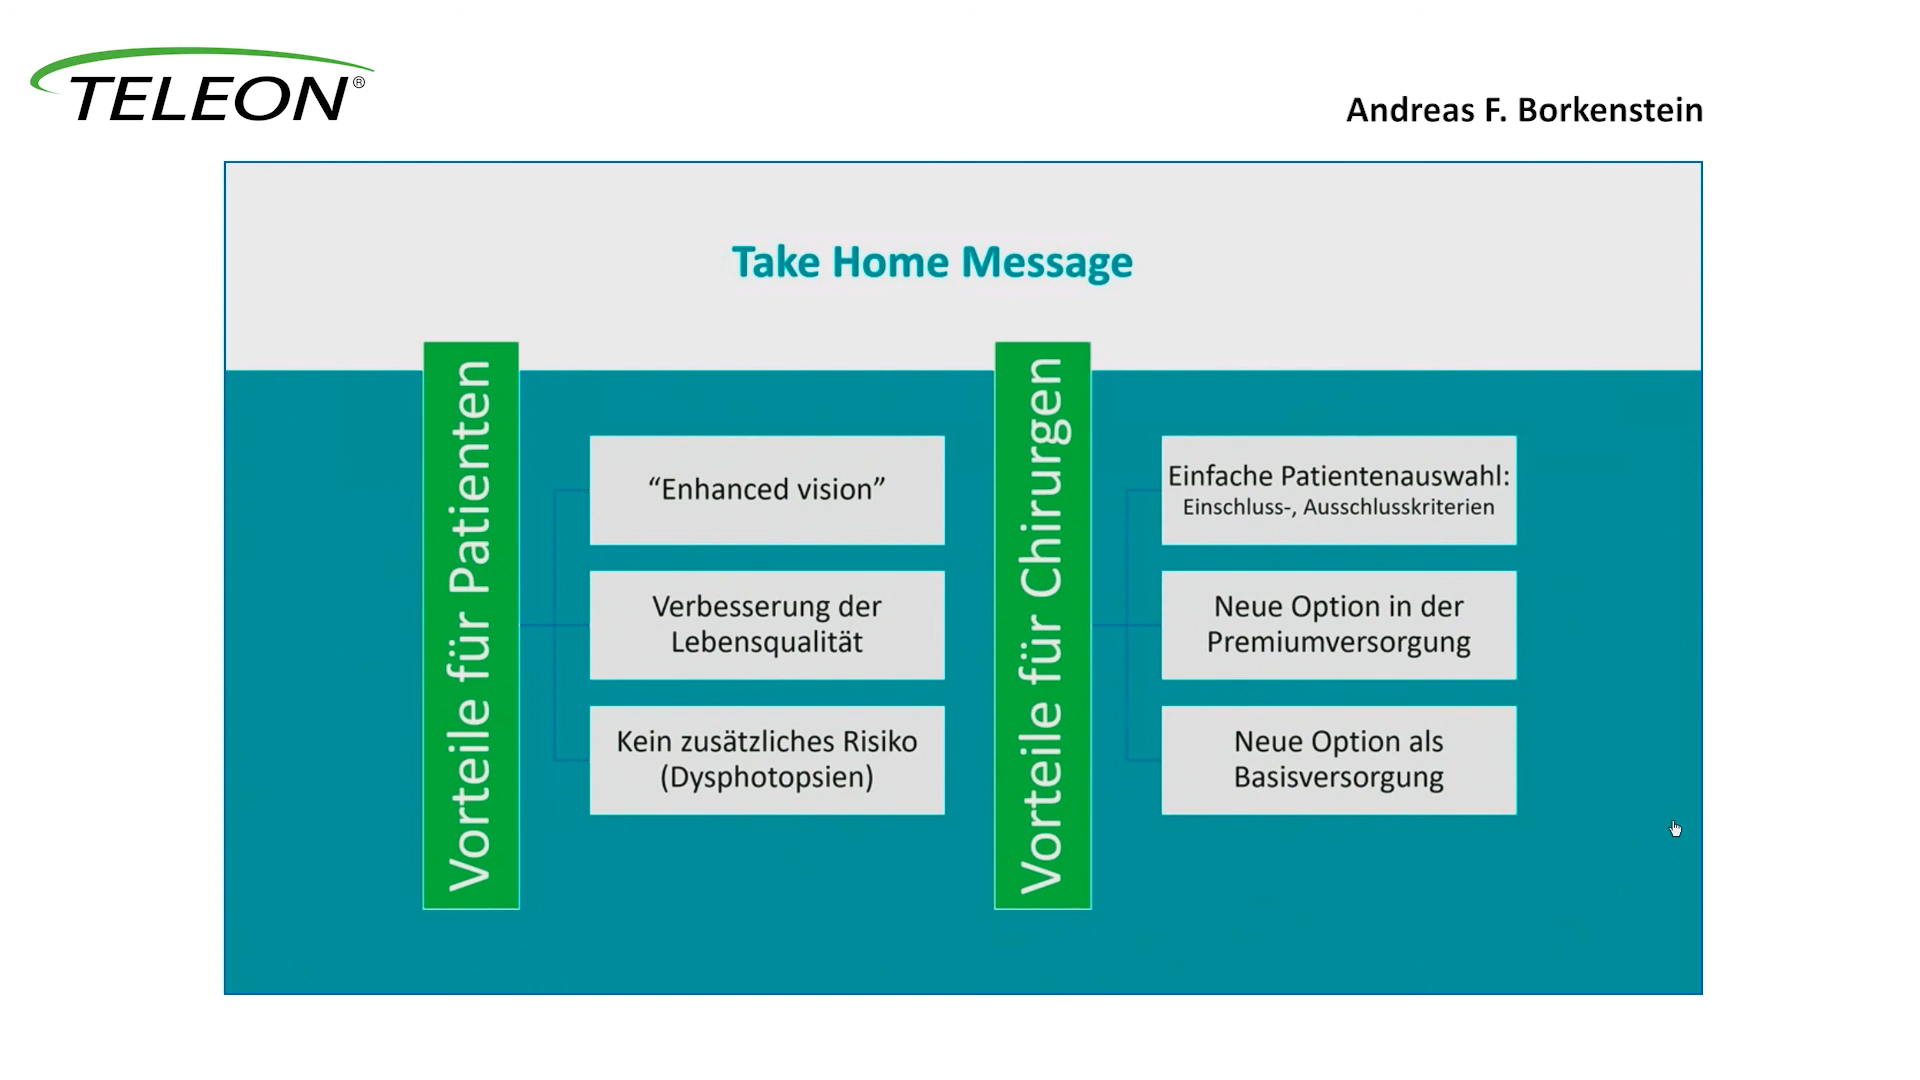 TELEON®
Andreas F. Borkenstein
Take Home Message
Vorteile für Patienten
“Enhanced vision”
Verbesserung der
Lebensqualität
Kein zusätzliches Risiko
(Dysphotopsien)
Vorteile für Chirurgen
Einfache Patientenauswahl:
Einschluss-, Ausschlusskriterien
Neue Option in der
Premiumversorgung
Neue Option als
Basisversorgung